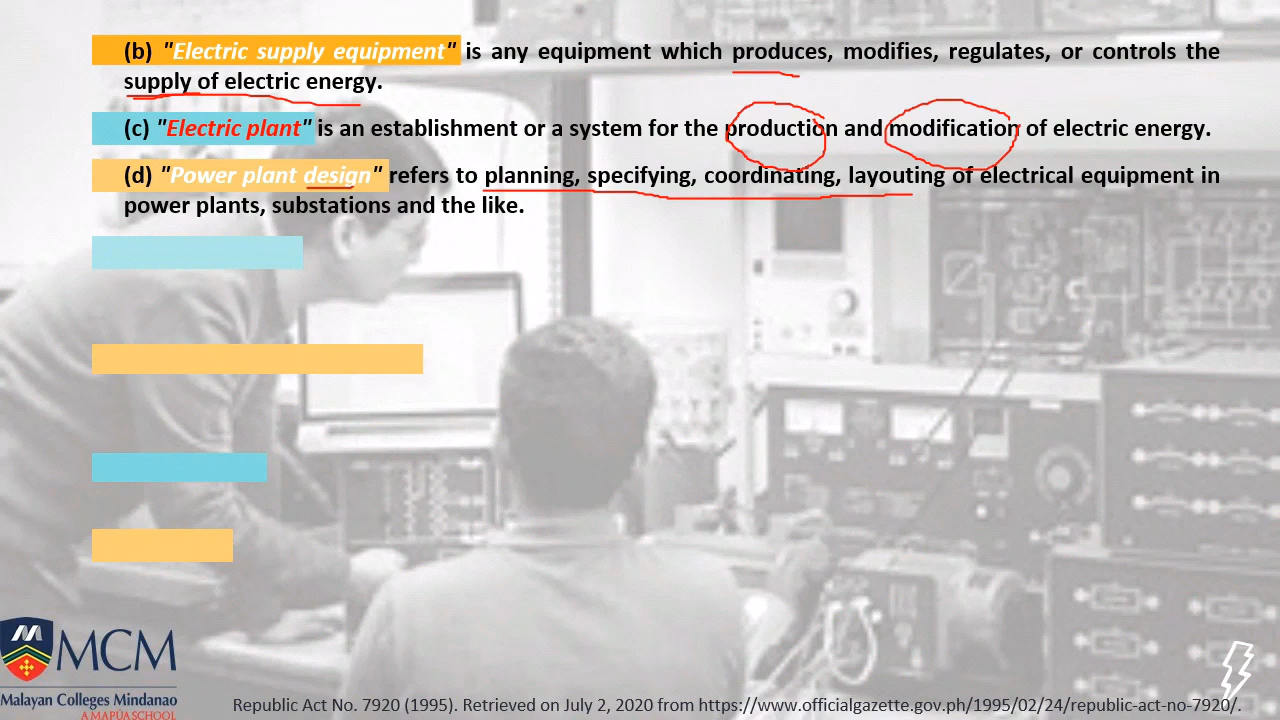 (b) "Electric supply equipment" is any equipment which produces, modifies, regulates, or controls the
supply of electric energy.
(c) "Electric plant" is an establishment or a system for the production and modification of electric energy.
(d) "Power plant design" refers to planning, specifying, coordinating, layouting of electrical equipment in
power plants, substations and the like.
MCM
Malayan Colleges Mindanao
A MAPUA SCHOOL
Republic Act No. 7920 (1995). Retrieved on July 2, 2020 from https://www.officialgazette.gov.ph/1995/02/24/republic-act-no-7920/.